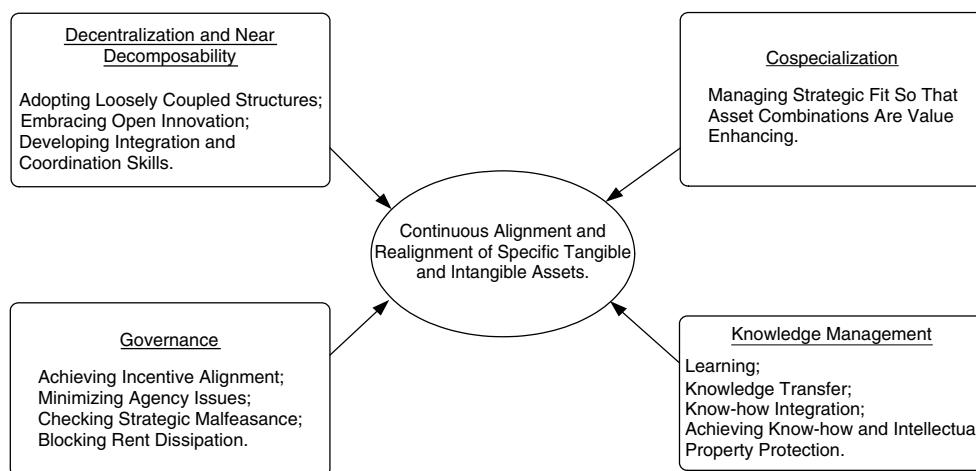 Decentralization and Near
Decomposability
Adopting Loosely Coupled Structures;
Embracing Open Innovation;
Developing Integration and
Coordination Skills.
Cospecialization
Managing Strategic Fit So That
Asset Combinations Are Value
Enhancing.
Continuous Alignment and
Realignment of Specific Tangible
and Intangible Assets.
Governance
Achieving Incentive Alignment;
Minimizing Agency Issues;
Checking Strategic Malfeasance;
Blocking Rent Dissipation.
Knowledge Management
Learning;
Knowledge Transfer;
Know-how Integration;
Achieving Know-how and Intellectua
Property Protection.